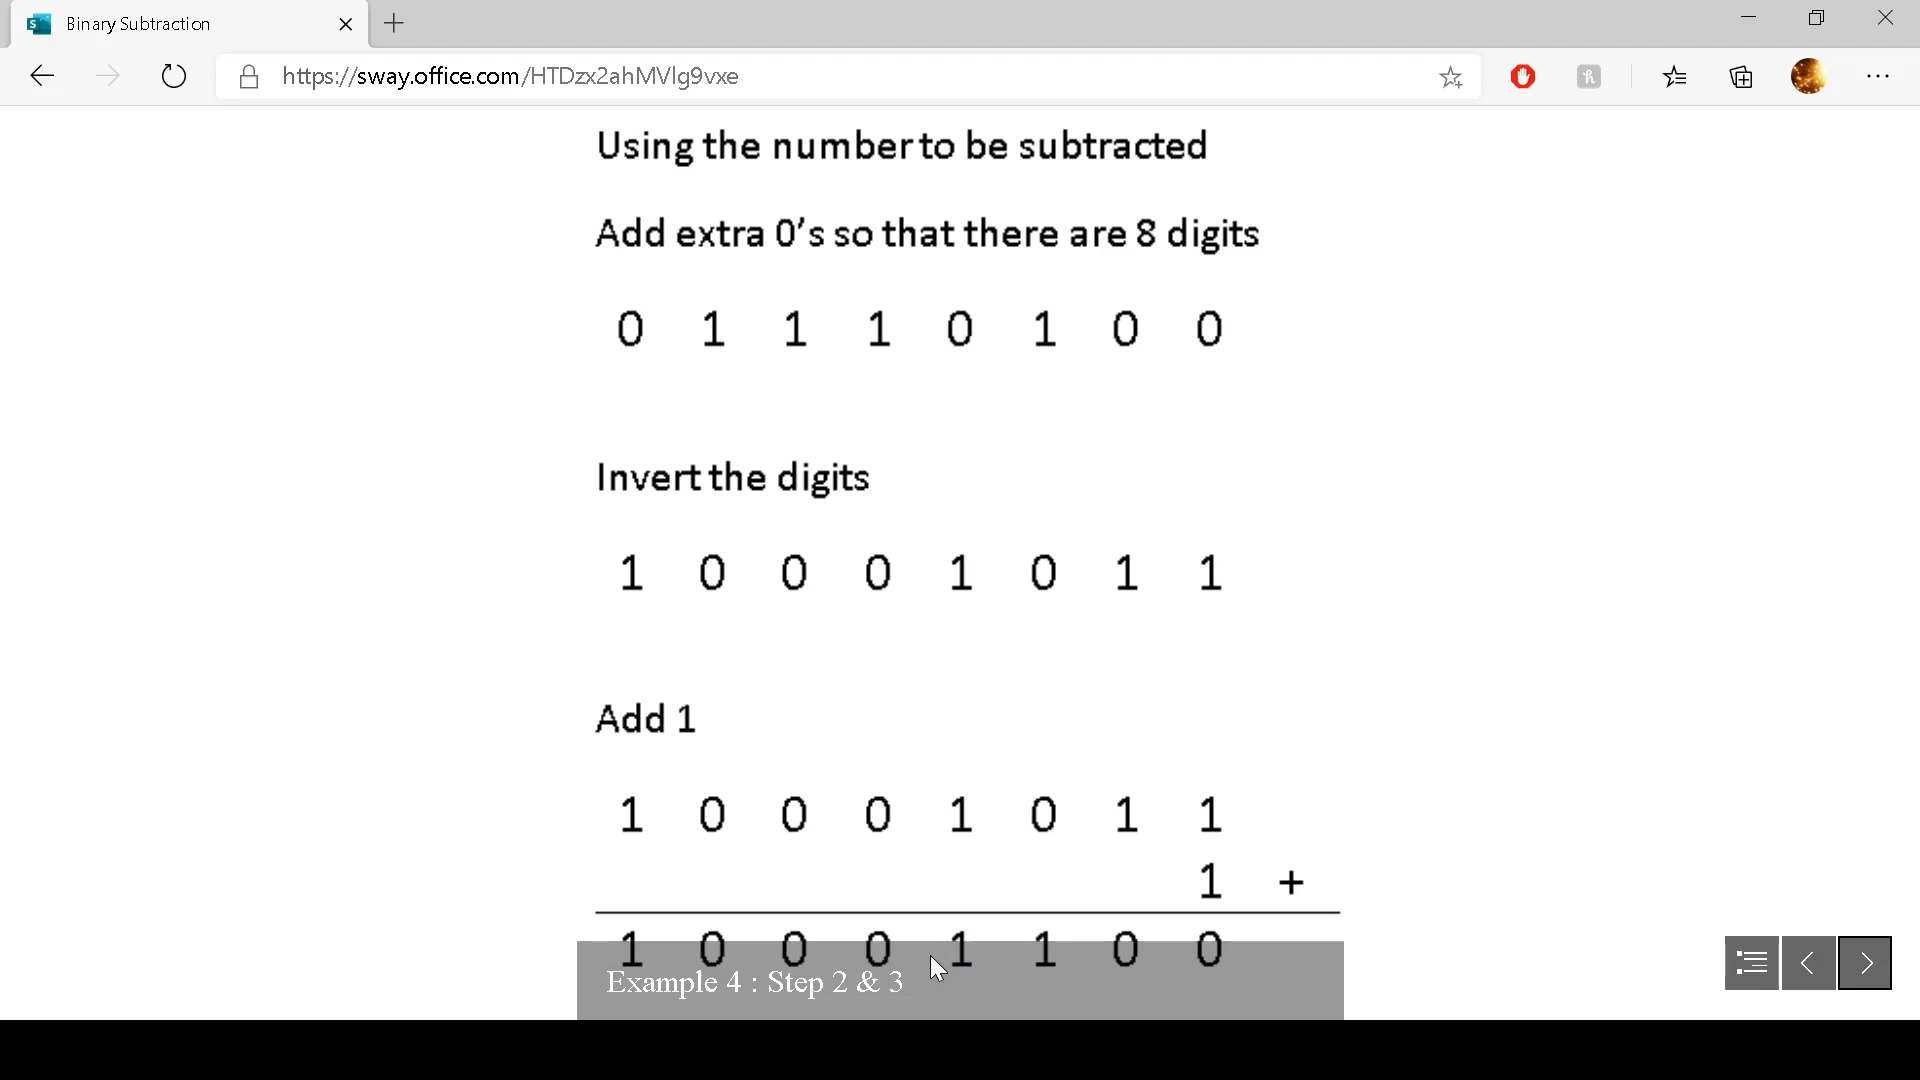 Binary Subtraction
https://sway.office.com/HTDzx2ahMVlg9vxe
Using the number to be subtracted
Add extra 0's so that there are 8 digits
0 1 1 1 0 1 0 0
Invert the digits
1 0 0 0 1 0 1 1
Add 1
1 0 0 0 1 0 1 1
1 +
1 0 0 0 1 1 0 0
Example 4 : Step 2 & 3